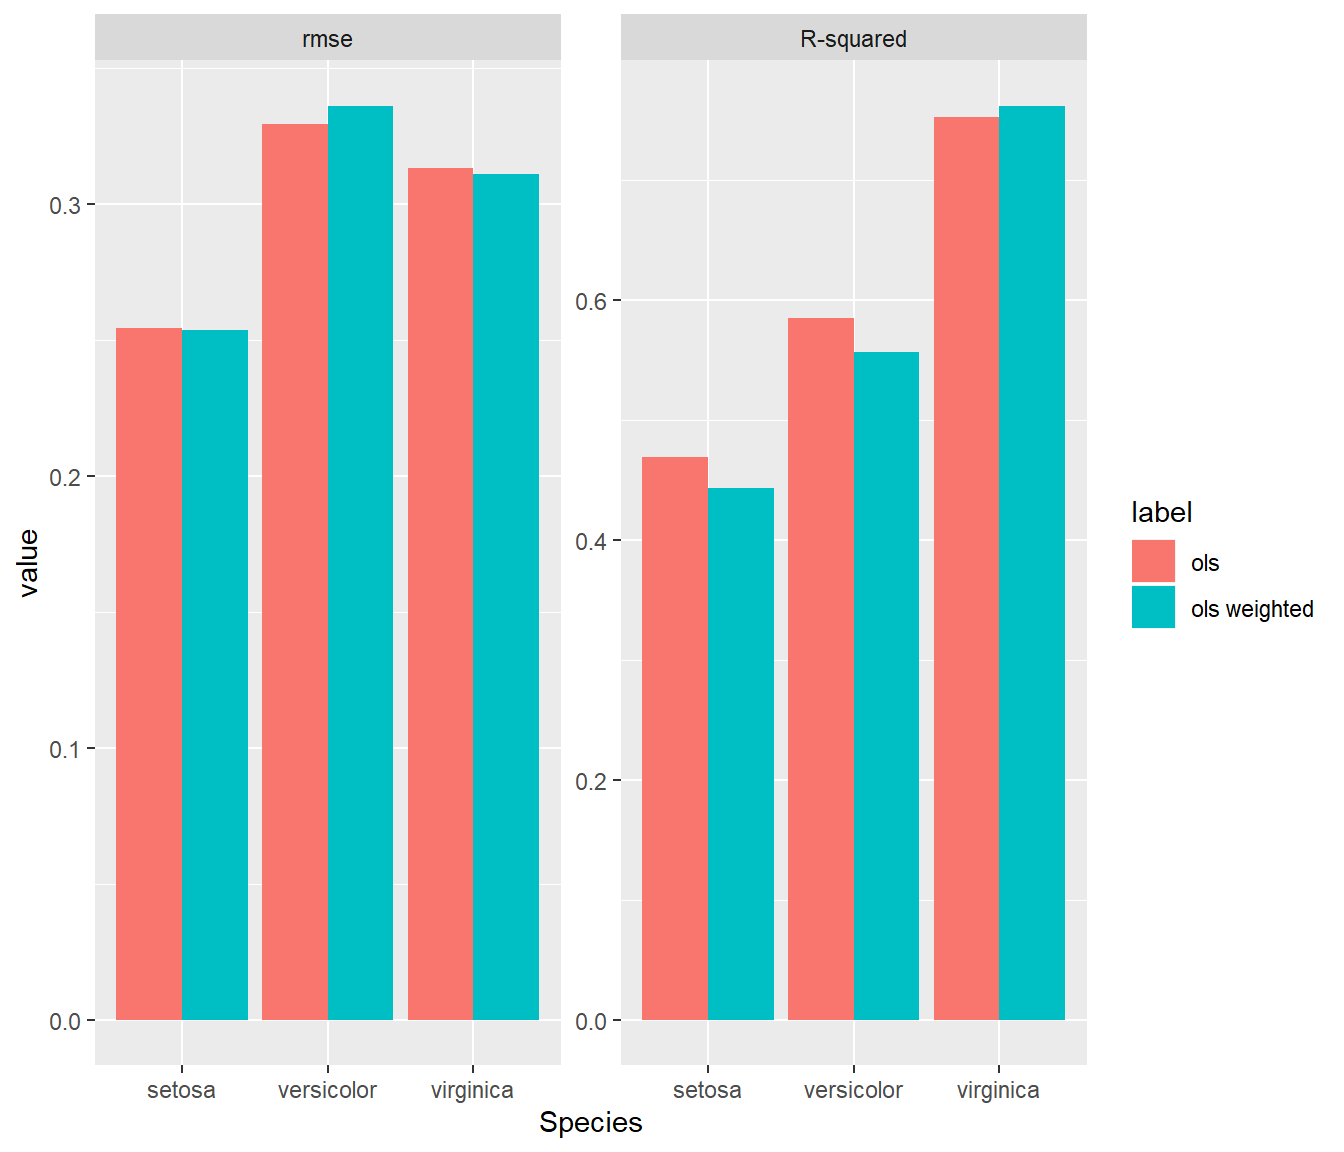 rmse
R-squared
value
0.3
0.2
0.1
0.0
0.6
0.4
0.2
0.0
setosa
versicolor
virginica
setosa
versicolor
virginica
Species
label
ols
ols weighted